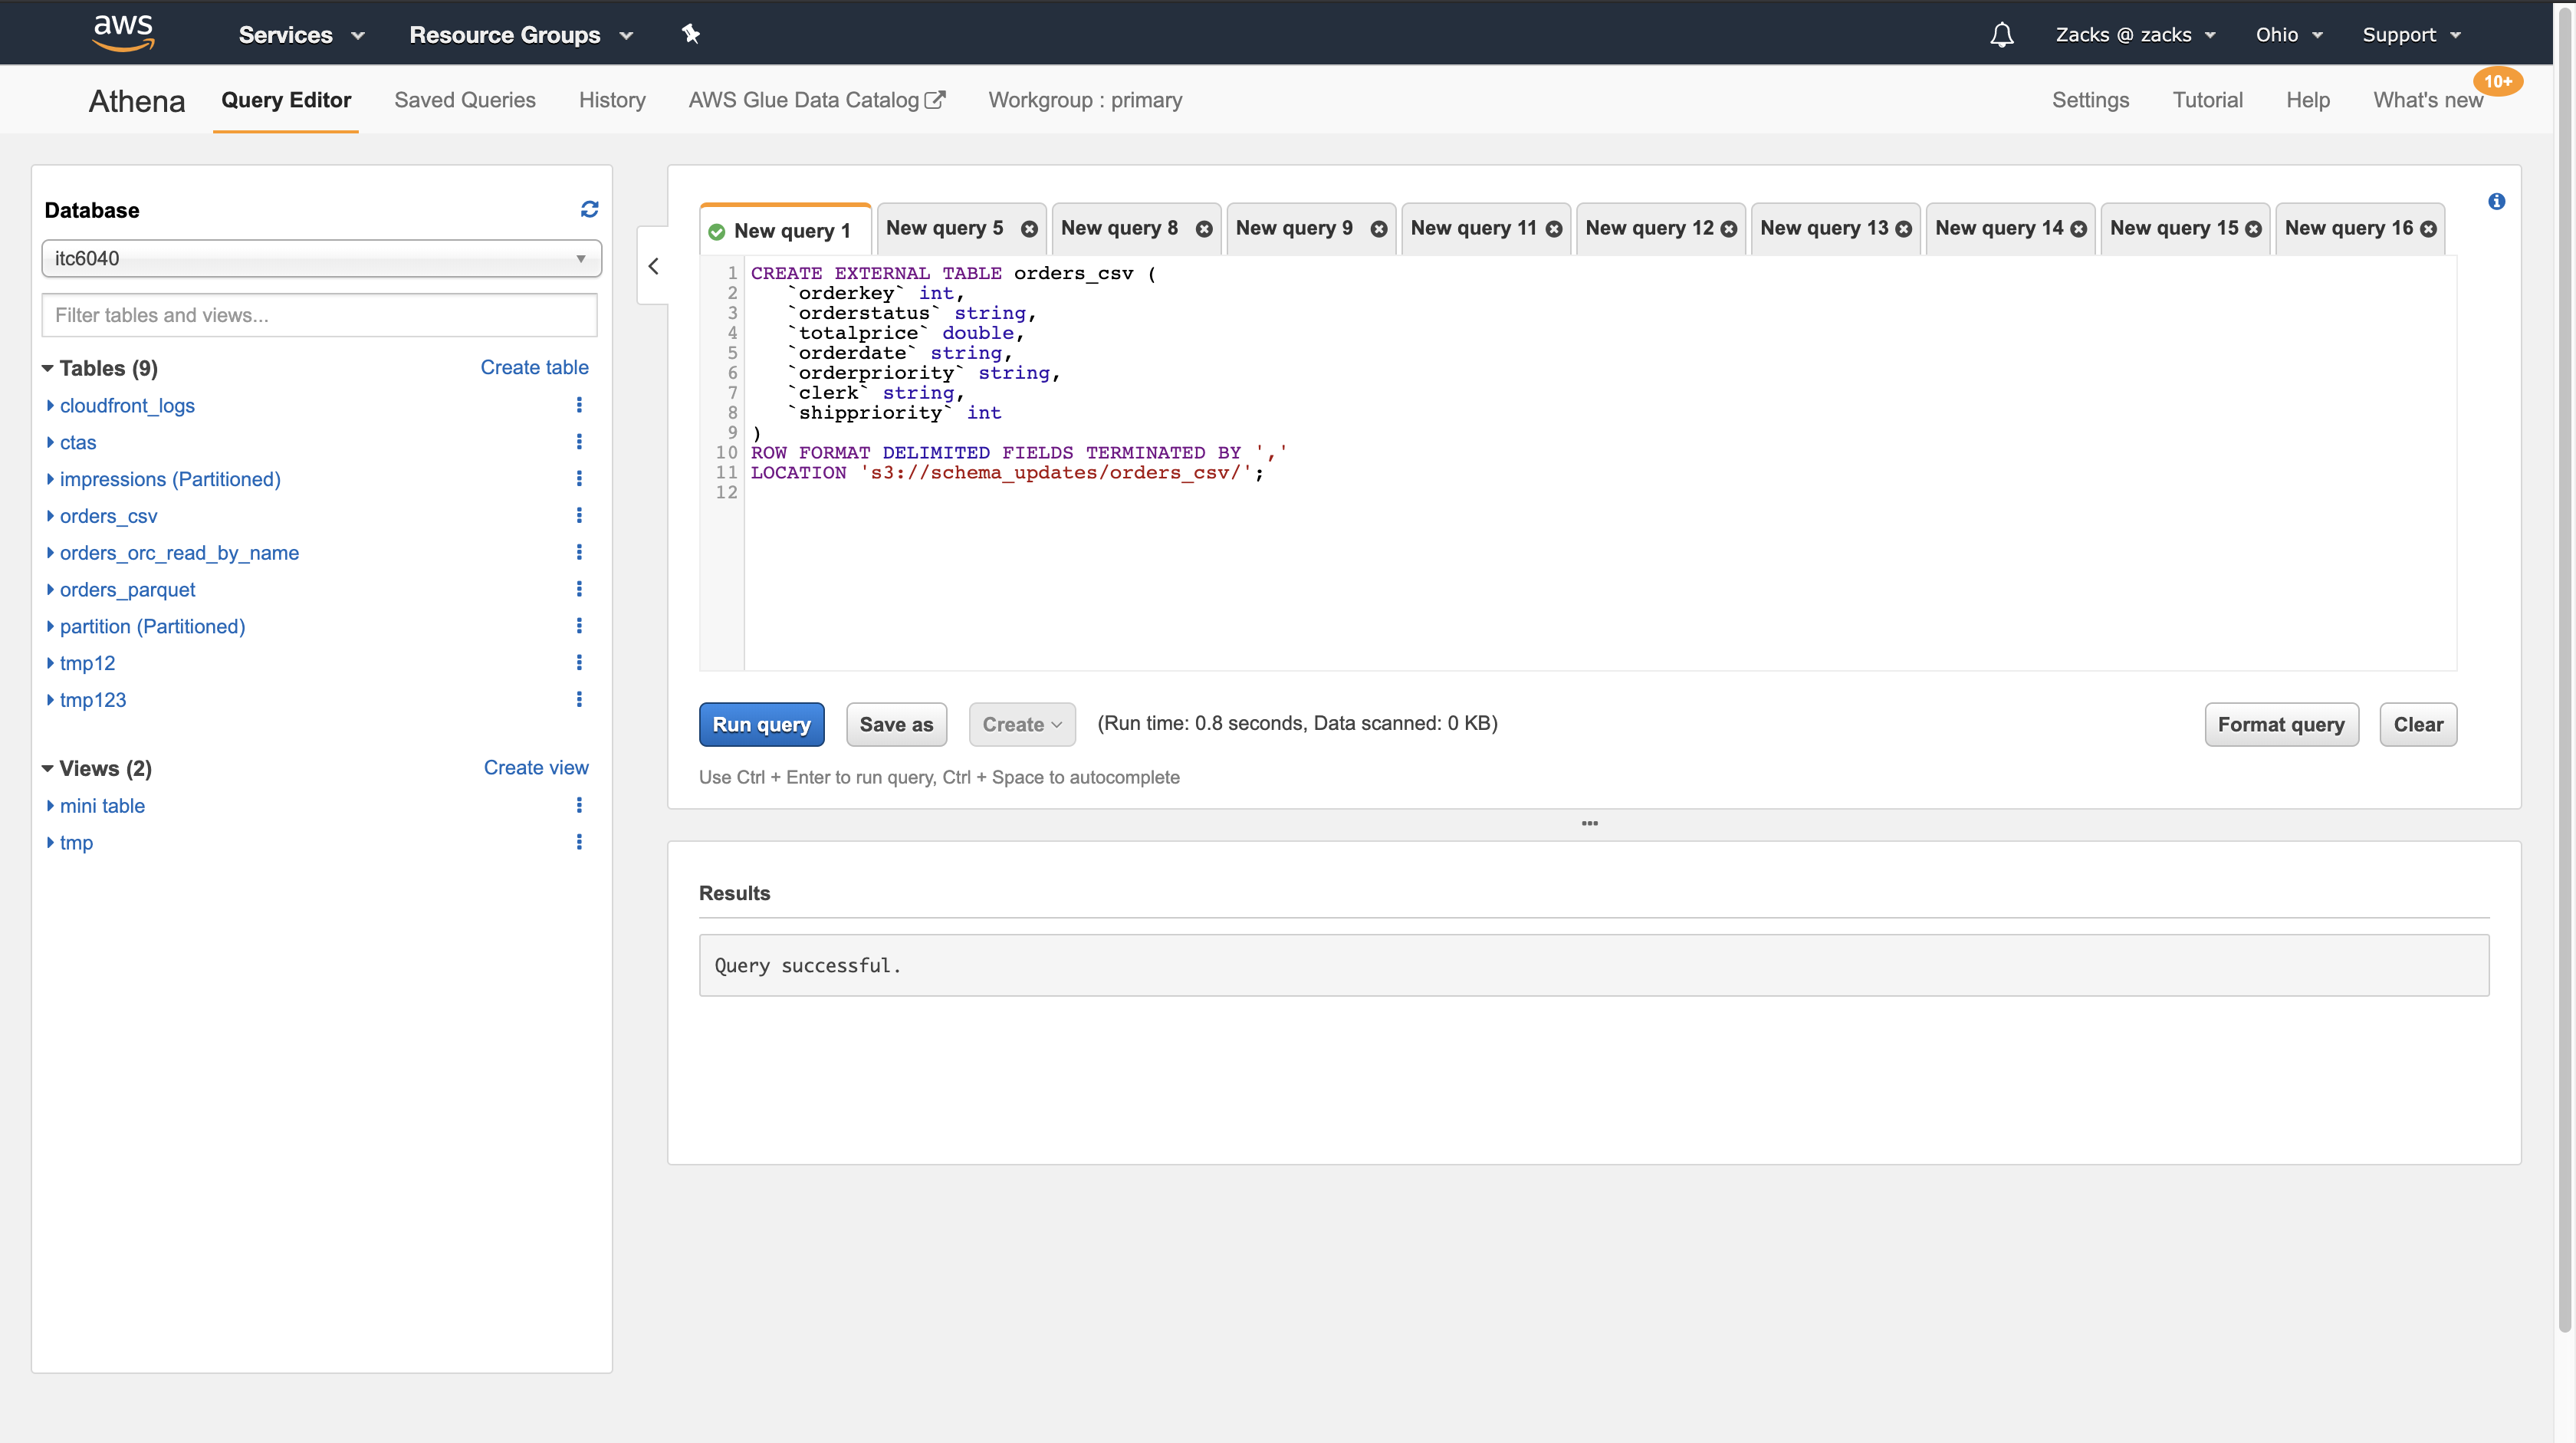 aws Services Resource Groups Zacks @ zacks Ohio Support
Athena Query Editor Saved Queries History AWS Glue Data Catalog Workgroup : primary Settings Tutorial Help What's new 10+
Database
itc6040
Filter tables and views...
Tables (9) Create table
cloudfront_logs
ctas
impressions (Partitioned)
orders_csv
orders_orc_read_by_name
orders_parquet
partition (Partitioned)
tmp12
tmp123
Views (2) Create view
mini table
tmp
New query 1 New query 5 New query 8 New query 9 New query 11 New query 12 New query 13 New query 14 New query 15 New query 16
1 CREATE EXTERNAL TABLE orders_csv (
2 `orderkey` int,
3 `orderstatus` string,
4 `totalprice` double,
5 `orderdate` string,
6 `orderpriority` string,
7 `clerk` string,
8 `shippriority` int
9 )
10 ROW FORMAT DELIMITED FIELDS TERMINATED BY ','
11 LOCATION 's3://schema_updates/orders_csv/';
12
Run query Save as Create (Run time: 0.8 seconds, Data scanned: 0 KB) Format query Clear
Use Ctrl + Enter to run query, Ctrl + Space to autocomplete
Results
Query successful.